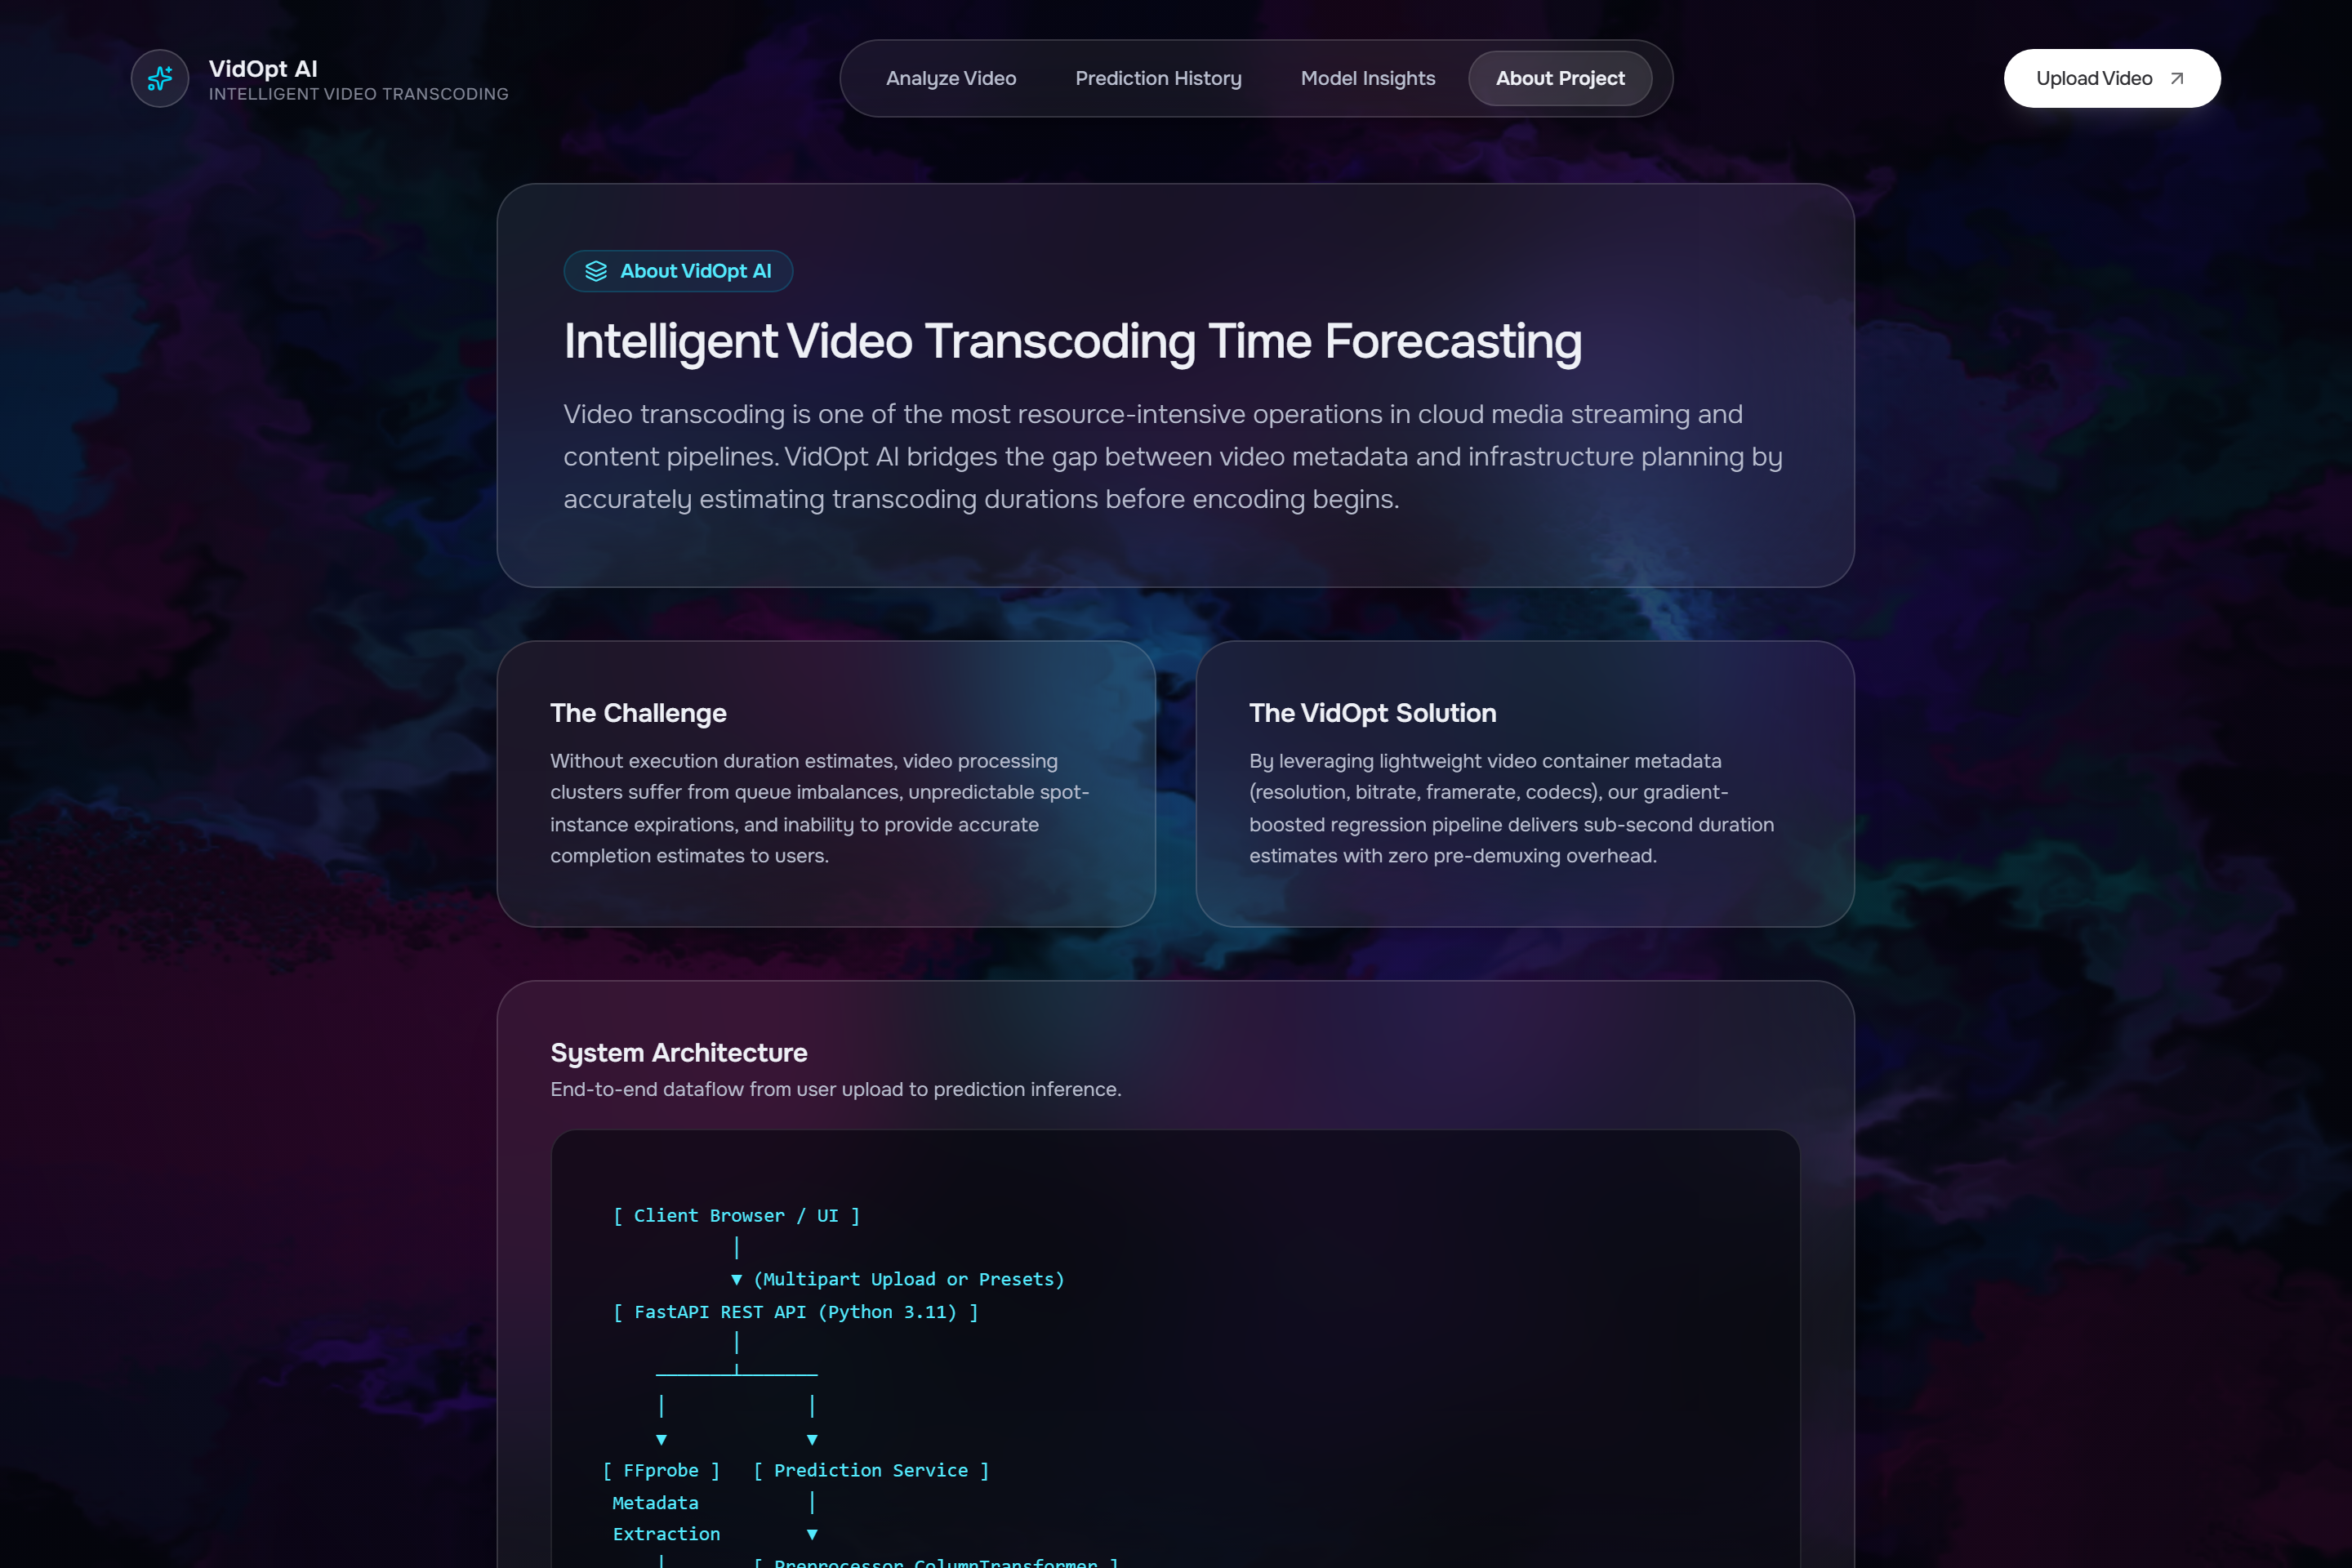 VidOpt AI
INTELLIGENT VIDEO TRANSCODING
Analyze Video
Prediction History
Model Insights
About Project
Upload Video
About VidOpt AI
Intelligent Video Transcoding Time Forecasting
Video transcoding is one of the most resource-intensive operations in cloud media streaming and
content pipelines. VidOpt AI bridges the gap between video metadata and infrastructure planning by
accurately estimating transcoding durations before encoding begins.
The Challenge
Without execution duration estimates, video processing
clusters suffer from queue imbalances, unpredictable spot-
instance expirations, and inability to provide accurate
completion estimates to users.
The VidOpt Solution
By leveraging lightweight video container metadata
(resolution, bitrate, framerate, codecs), our gradient-
boosted regression pipeline delivers sub-second duration
estimates with zero pre-demuxing overhead.
System Architecture
End-to-end dataflow from user upload to prediction inference.
[ Client Browser / UI ]
▼ (Multipart Upload or Presets)
[ FastAPI REST API (Python 3.11) ]
▼ ▼
[ FFprobe ] [ Prediction Service ]
Metadata
Extraction ▼
[ Preprocessor ColumnTransformer ]